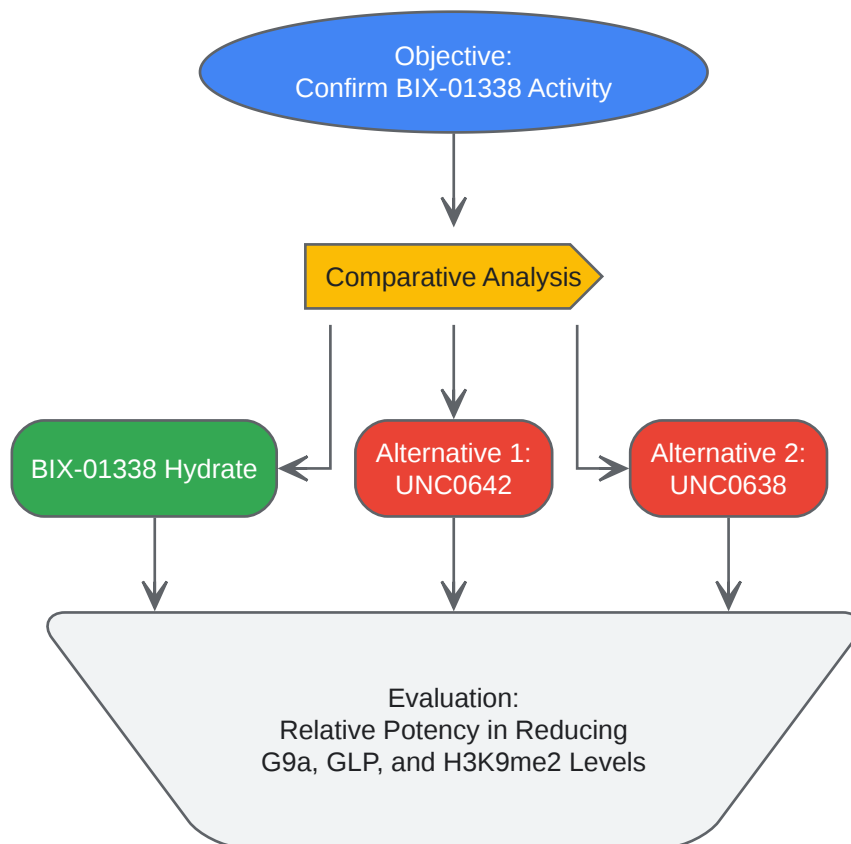 Objective:
Confirm BIX-01338 Activity
Comparative Analysis
BIX-01338 Hydrate
Alternative 1:
UNC0642
Alternative 2:
UNC0638
Evaluation:
Relative Potency in Reducing
G9a, GLP, and H3K9me2 Levels